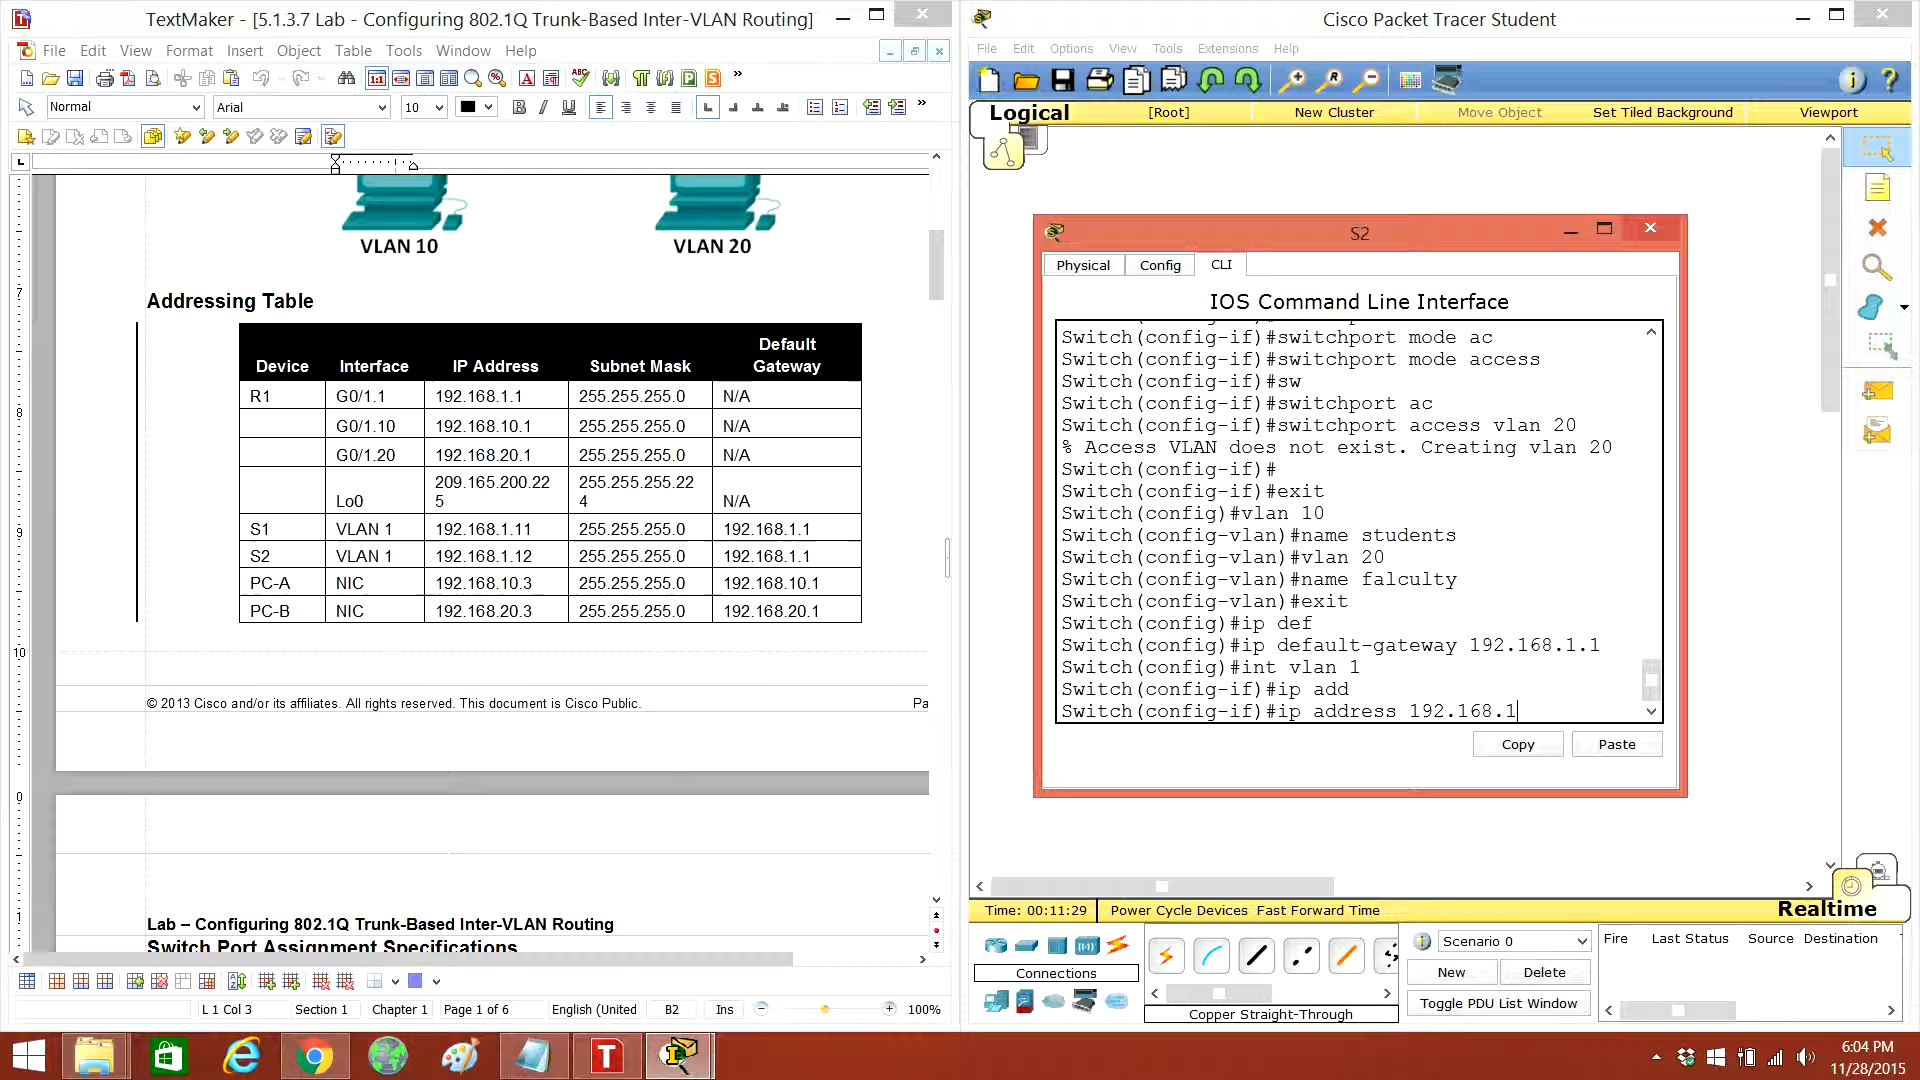 TextMaker - [5.1.3.7 Lab - Configuring 802.1Q Trunk-Based Inter-VLAN Routing]
File Edit View Format Insert Object Table Tools Window Help
Normal Arial 10
VLAN 10 VLAN 20
Addressing Table
Device Interface IP Address Subnet Mask Default Gateway
R1 G0/1.1 192.168.1.1 255.255.255.0 N/A
G0/1.10 192.168.10.1 255.255.255.0 N/A
G0/1.20 192.168.20.1 255.255.255.0 N/A
Lo0 209.165.200.225 255.255.255.224 N/A
S1 VLAN 1 192.168.1.11 255.255.255.0 192.168.1.1
S2 VLAN 1 192.168.1.12 255.255.255.0 192.168.1.1
PC-A NIC 192.168.10.3 255.255.255.0 192.168.10.1
PC-B NIC 192.168.20.3 255.255.255.0 192.168.20.1
© 2013 Cisco and/or its affiliates. All rights reserved. This document is Cisco Public. Pa
Lab – Configuring 802.1Q Trunk-Based Inter-VLAN Routing
Switch Port Assignment Specifications
L 1 Col 3 Section 1 Chapter 1 Page 1 of 6 English (United B2 Ins 100%
Cisco Packet Tracer Student
File Edit Options View Tools Extensions Help
Logical [Root] New Cluster Move Object Set Tiled Background Viewport
S2
Physical Config CLI
IOS Command Line Interface
Switch(config-if)#switchport mode ac
Switch(config-if)#switchport mode access
Switch(config-if)#sw
Switch(config-if)#switchport ac
Switch(config-if)#switchport access vlan 20
% Access VLAN does not exist. Creating vlan 20
Switch(config-if)#
Switch(config-if)#exit
Switch(config)#vlan 10
Switch(config-vlan)#name students
Switch(config-vlan)#vlan 20
Switch(config-vlan)#name falculty
Switch(config-vlan)#exit
Switch(config)#ip def
Switch(config)#ip default-gateway 192.168.1.1
Switch(config)#int vlan 1
Switch(config-if)#ip add
Switch(config-if)#ip address 192.168.1
Copy Paste
Time: 00:11:29 Power Cycle Devices Fast Forward Time
Realtime
Connections
Copper Straight-Through
Scenario 0
New Delete
Toggle PDU List Window
Fire Last Status Source Destination
6:04 PM
11/28/2015